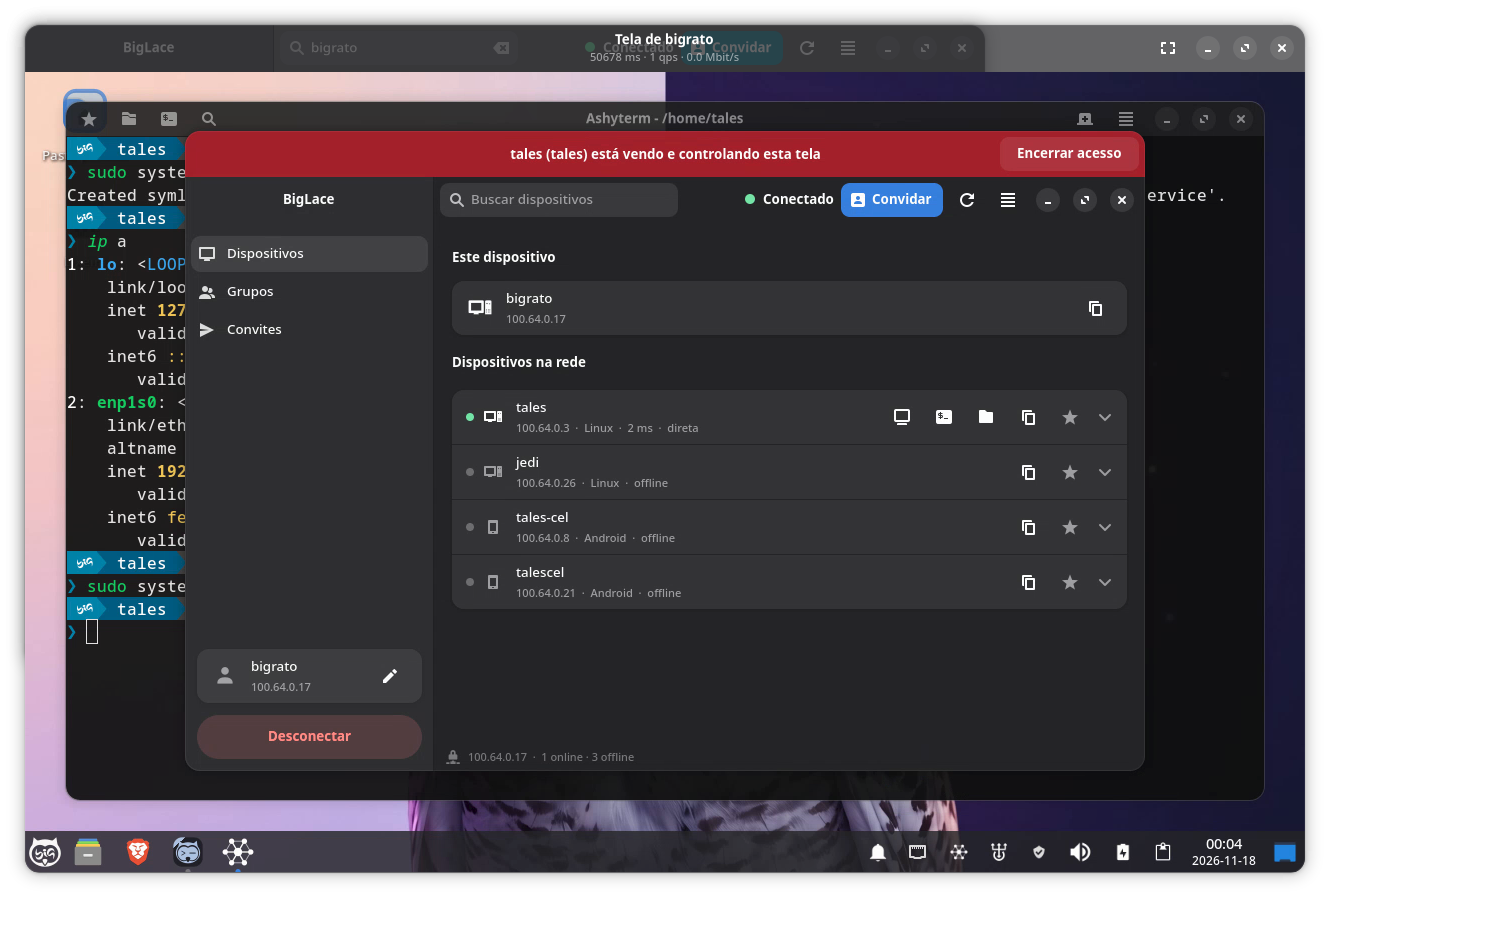 BigLace
bigrato
Conectado
Convidar
Tela de bigrato
50678 ms · 1 qps · 0.0 Mbit/s
Pas
Ashyterm - /home/tales
big tales
❯ sudo syste
Created syml
ervice'.
big tales
❯ ip a
1: lo: <LOOP
link/loo
inet 127
valid
inet6 ::
valid
2: enp1s0: <
link/eth
altname
inet 192
valid
inet6 fe
valid
big tales
❯ sudo syste
big tales
❯
tales (tales) está vendo e controlando esta tela
Encerrar acesso
BigLace
Buscar dispositivos
Conectado
Convidar
Dispositivos
Grupos
Convites
Este dispositivo
bigrato
100.64.0.17
Dispositivos na rede
tales
100.64.0.3 · Linux · 2 ms · direta
jedi
100.64.0.26 · Linux · offline
tales-cel
100.64.0.8 · Android · offline
talescel
100.64.0.21 · Android · offline
bigrato
100.64.0.17
Desconectar
100.64.0.17 · 1 online · 3 offline
big
00:04
2026-11-18